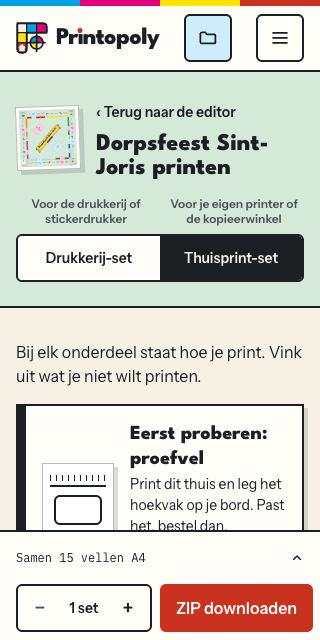 Printopoly
‹ Terug naar de editor
Dorpsfeest Sint-
Joris printen
Voor de drukkerij of
stickerdrukker
Voor je eigen printer of
de kopieerwinkel
Drukkerij-set
Thuisprint-set
Bij elk onderdeel staat hoe je print. Vink
uit wat je niet wilt printen.
Eerst proberen:
proefvel
Print dit thuis en leg het
hoekvak op je bord. Past
het, bestel dan.
Samen 15 vellen A4
− 1 set +
ZIP downloaden